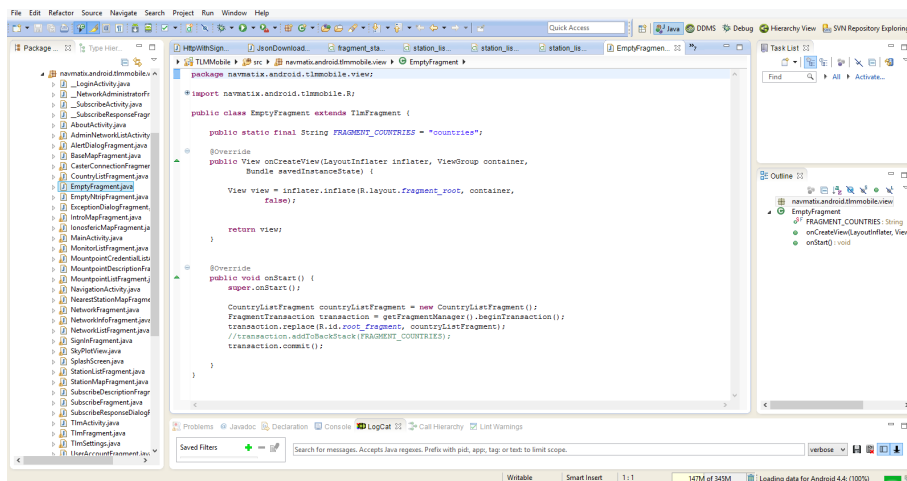 File Edit Refactor Source Navigate Search Project Run Window Help
Quick Access
Java DDMS Debug Hierarchy View SVN Repository Exploring
Package ...
Type Hier...
navmatix.android.tlmmobile.v
_LoginActivity.java
_NetworkAdministratorFr
_SubscribeActivity.java
_SubscribeResponseFragr
AboutActivity.java
AdminNetworkListActivity
AlertDialogFragment.java
BaseMapFragment.java
CasterConnectionFragmer
CountryListFragment.java
EmptyFragment.java
EmptyNtripFragment.java
ExceptionDialogFragment.
IntroMapFragment.java
IonosfericMapFragment.ja
MainActivity.java
MonitorListFragment.java
MountpointCredentialLista
MountpointDescriptionFra
MountpointListFragment.j
NavigationActivity.java
NearestStationMapFragme
NetworkFragment.java
NetworkInfoFragment.java
NetworkListFragment.java
SignInFragment.java
SkyPlotView.java
SplashScreen.java
StationListFragment.java
StationMapFragment.java
SubscribeDescriptionFragr
SubscribeFragment.java
SubscribeResponseDialogF
TlmActivity.java
TlmFragment.java
TlmSettings.java
UserAccountFragment.java
HttpWithSign... JsonDownload... fragment_sta... station_lis... station_lis... station_lis... EmptyFragmen...
TLMMobile src navmatix.android.tlmmobile.view EmptyFragment
package navmatix.android.tlmmobile.view;
import navmatix.android.tlmmobile.R;
public class EmptyFragment extends TlmFragment {
public static final String FRAGMENT_COUNTRIES = "countries";
@Override
public View onCreateView(LayoutInflater inflater, ViewGroup container,
Bundle savedInstanceState) {
View view = inflater.inflate(R.layout.fragment_root, container,
false);
return view;
}
@Override
public void onStart() {
super.onStart();
CountryListFragment countryListFragment = new CountryListFragment();
FragmentTransaction transaction = getFragmentManager().beginTransaction();
transaction.replace(R.id.root_fragment, countryListFragment);
//transaction.addToBackStack(FRAGMENT_COUNTRIES);
transaction.commit();
}
}
Task List
Find All Activate...
Outline
navmatix.android.tlmmobile.view
EmptyFragment
FRAGMENT_COUNTRIES : String
onCreateView(LayoutInflater, View
onStart() : void
Problems Javadoc Declaration Console LogCat Call Hierarchy Lint Warnings
Saved Filters
Search for messages. Accepts Java regexes. Prefix with pid:, app:, tag: or text: to limit scope.
verbose
Writable Smart Insert 1 : 1 147M of 345M Loading data for Android 4.4: (100%)